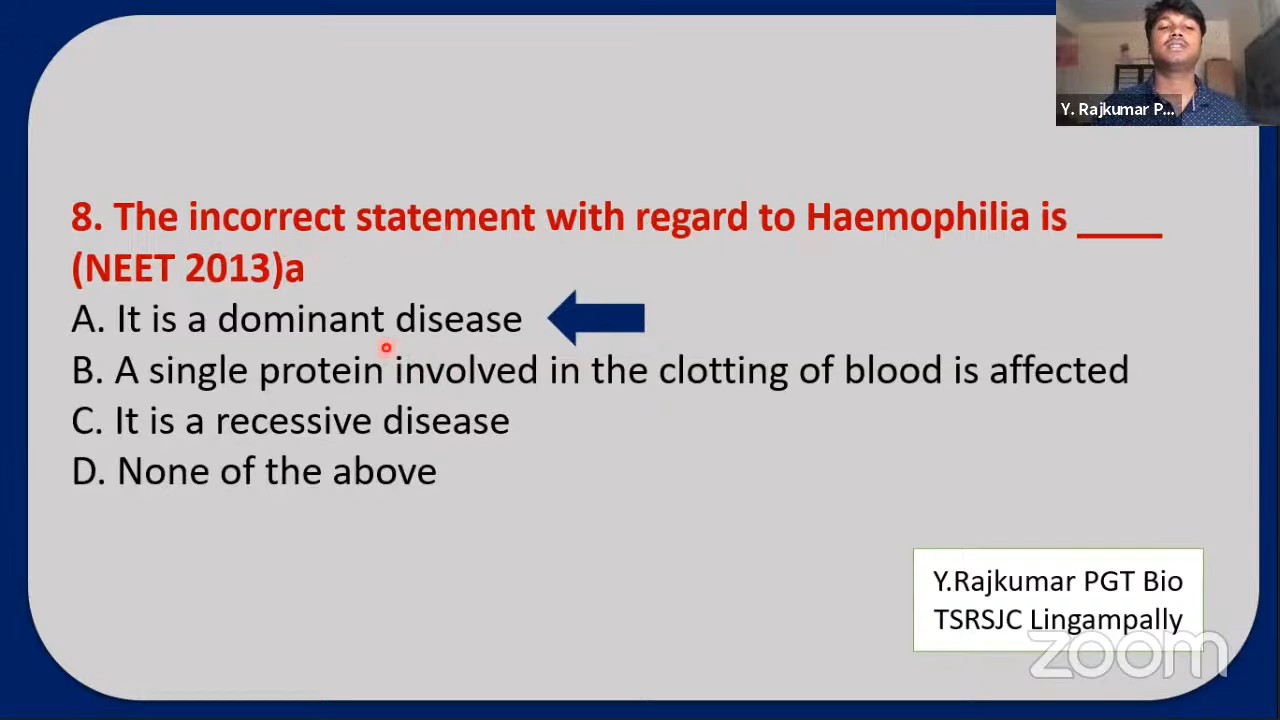 Y. Rajkumar P...
8. The incorrect statement with regard to Haemophilia is ____
(NEET 2013)a
A. It is a dominant disease
B. A single protein involved in the clotting of blood is affected
C. It is a recessive disease
D. None of the above
Y.Rajkumar PGT Bio
TSRSJC Lingampally
zoom